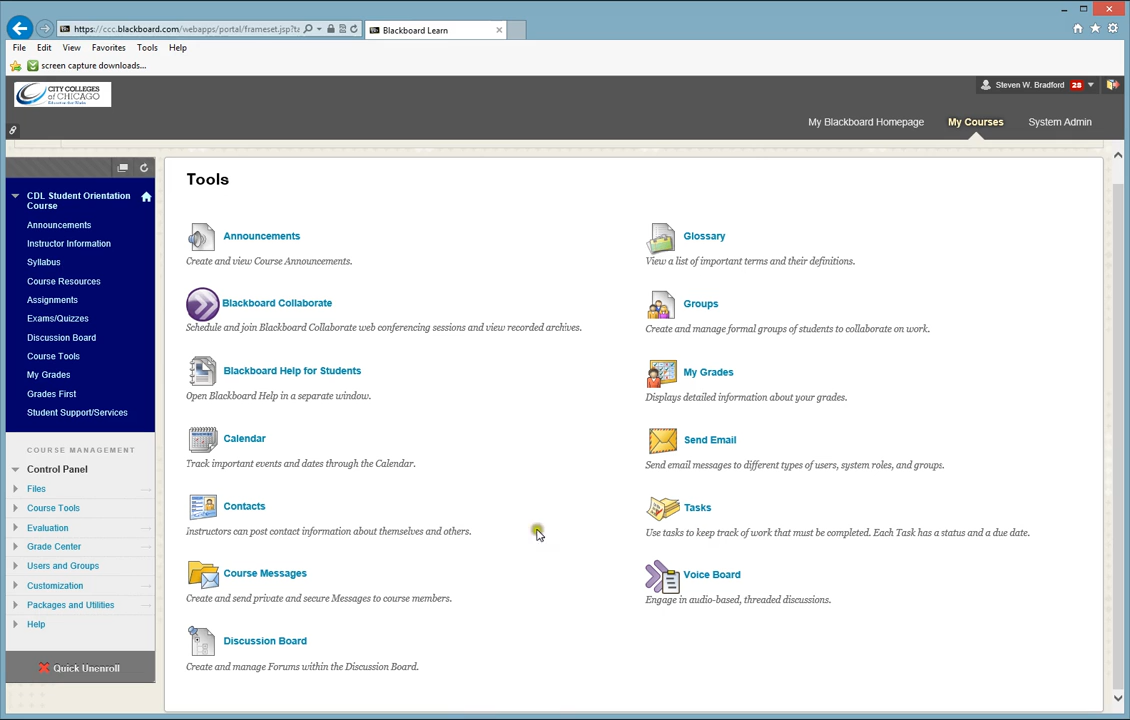 https://ccc.blackboard.com/webapps/portal/frameset.jsp?ta
Blackboard Learn
File Edit View Favorites Tools Help
screen capture downloads...
CITY COLLEGES
of CHICAGO
Steven W. Bradford 28
My Blackboard Homepage My Courses System Admin
CDL Student Orientation
Course
Announcements
Instructor Information
Syllabus
Course Resources
Assignments
Exams/Quizzes
Discussion Board
Course Tools
My Grades
Grades First
Student Support/Services
COURSE MANAGEMENT
Control Panel
Files
Course Tools
Evaluation
Grade Center
Users and Groups
Customization
Packages and Utilities
Help
Quick Unenroll
Tools
Announcements
Create and view Course Announcements.
Blackboard Collaborate
Schedule and join Blackboard Collaborate web conferencing sessions and view recorded archives.
Blackboard Help for Students
Open Blackboard Help in a separate window.
Calendar
Track important events and dates through the Calendar.
Contacts
Instructors can post contact information about themselves and others.
Course Messages
Create and send private and secure Messages to course members.
Discussion Board
Create and manage Forums within the Discussion Board.
Glossary
View a list of important terms and their definitions.
Groups
Create and manage formal groups of students to collaborate on work.
My Grades
Displays detailed information about your grades.
Send Email
Send email messages to different types of users, system roles, and groups.
Tasks
Use tasks to keep track of work that must be completed. Each Task has a status and a due date.
Voice Board
Engage in audio-based, threaded discussions.